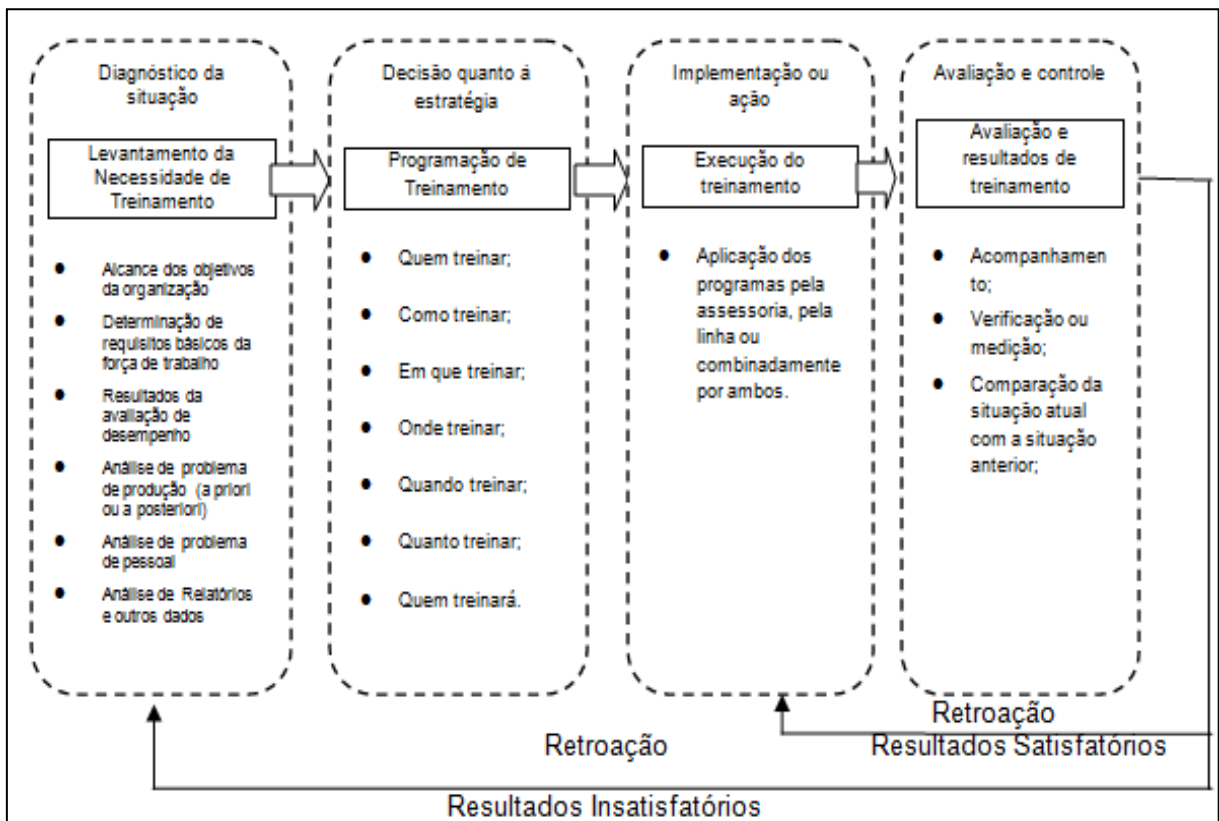 Diagnóstico da
situação
Levantamento da
Necessidade de
Treinamento
● Alcance dos objetivos
da organização
● Determinação de
requisitos básicos da
força de trabalho
● Resultados da
avaliação de
desempenho
● Análise de problema
de produção (a priori
ou a posteriori)
● Análise de problema
de pessoal
● Análise de Relatórios
e outros dados
Decisão quanto á
estratégia
Programação de
Treinamento
● Quem treinar;
● Como treinar;
● Em que treinar;
● Onde treinar;
● Quando treinar;
● Quanto treinar;
● Quem treinará.
Implementação ou
ação
Execução do
treinamento
● Aplicação dos
programas pela
assessoria, pela
linha ou
combinadamente
por ambos.
Avaliação e controle
Avaliação e
resultados de
treinamento
● Acompanhamen
to;
● Verificação ou
medição;
● Comparação da
situação atual
com a situação
anterior;
Retroação
Resultados Satisfatórios
Retroação
Resultados Insatisfatórios